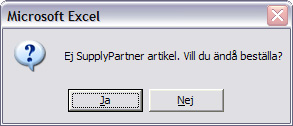 Microsoft Excel
Ej SupplyPartner artikel. Vill du ändå beställa?
Ja
Nej